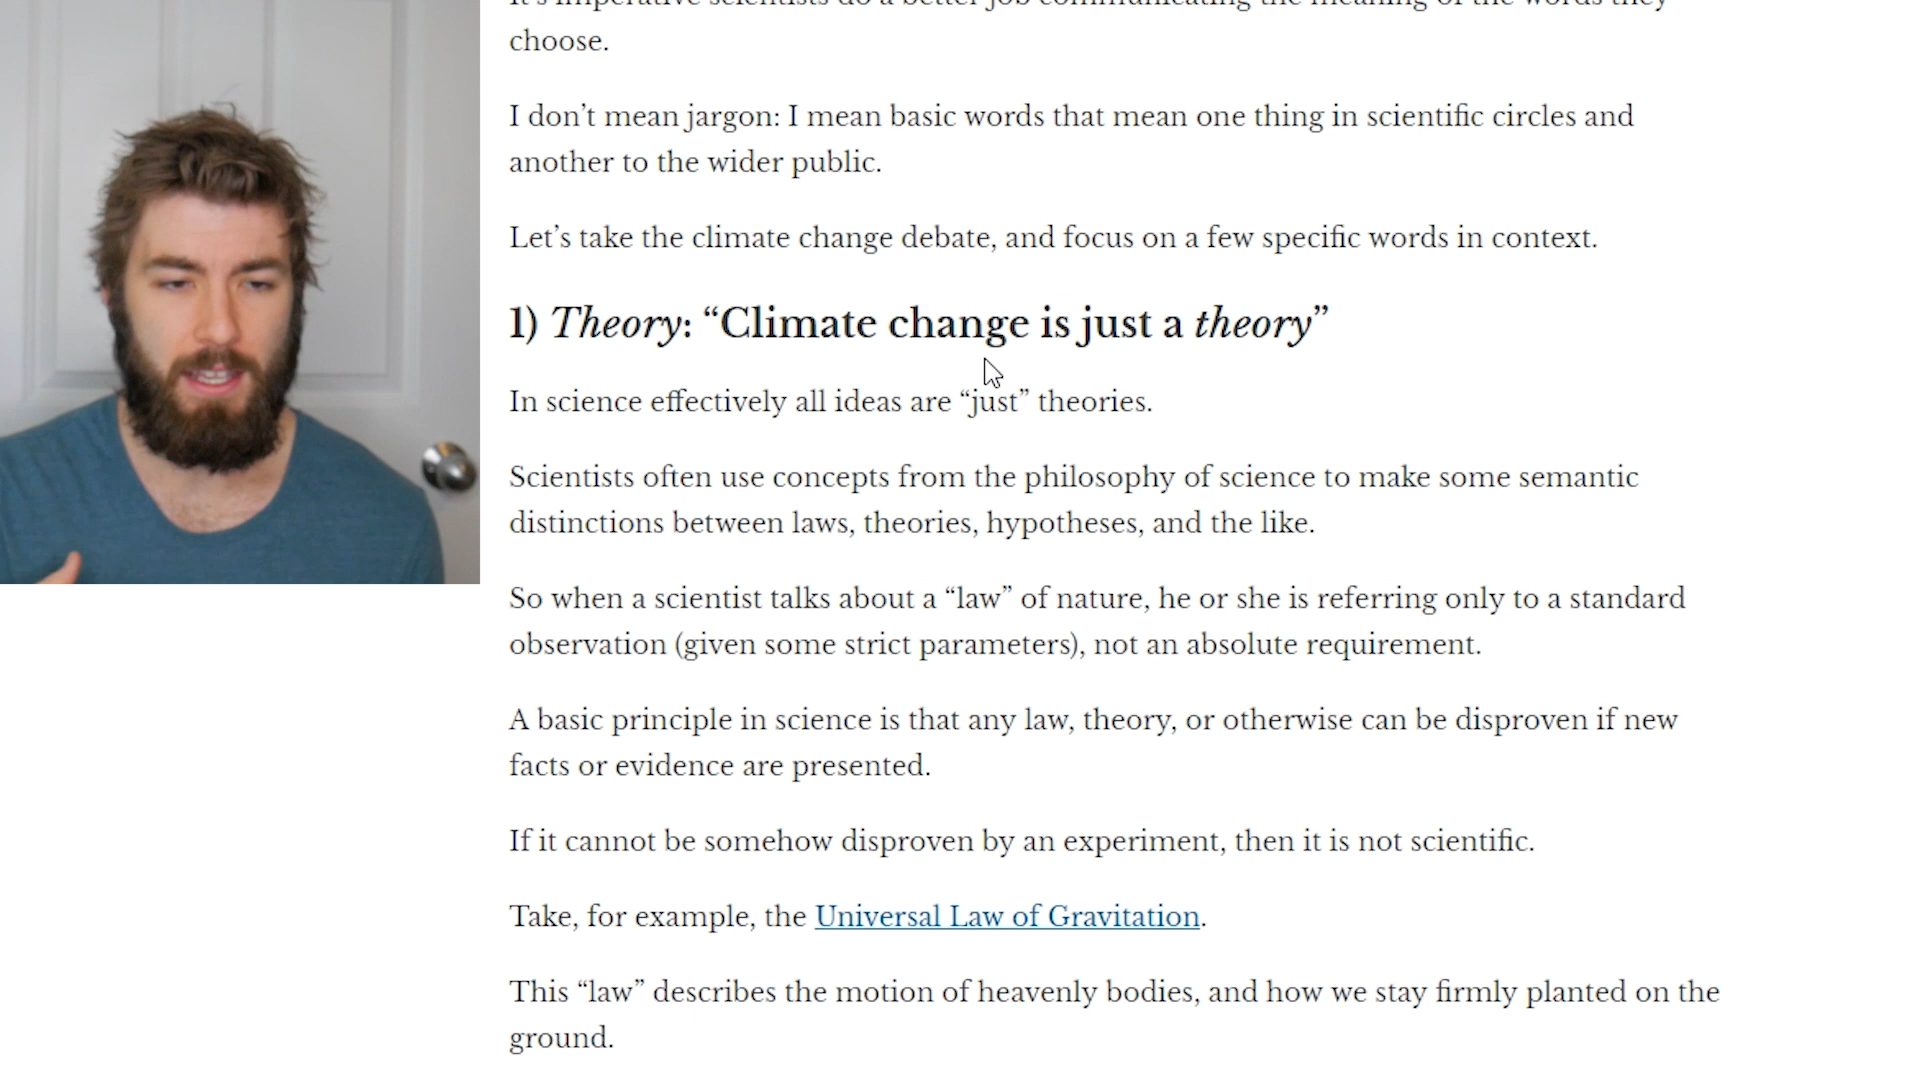 It's imperative scientists do a better job communicating the meaning of the words they
choose.
I don’t mean jargon: I mean basic words that mean one thing in scientific circles and
another to the wider public.
Let’s take the climate change debate, and focus on a few specific words in context.
1) Theory: “Climate change is just a theory”
In science effectively all ideas are “just” theories.
Scientists often use concepts from the philosophy of science to make some semantic
distinctions between laws, theories, hypotheses, and the like.
So when a scientist talks about a “law” of nature, he or she is referring only to a standard
observation (given some strict parameters), not an absolute requirement.
A basic principle in science is that any law, theory, or otherwise can be disproven if new
facts or evidence are presented.
If it cannot be somehow disproven by an experiment, then it is not scientific.
Take, for example, the Universal Law of Gravitation.
This “law” describes the motion of heavenly bodies, and how we stay firmly planted on the
ground.